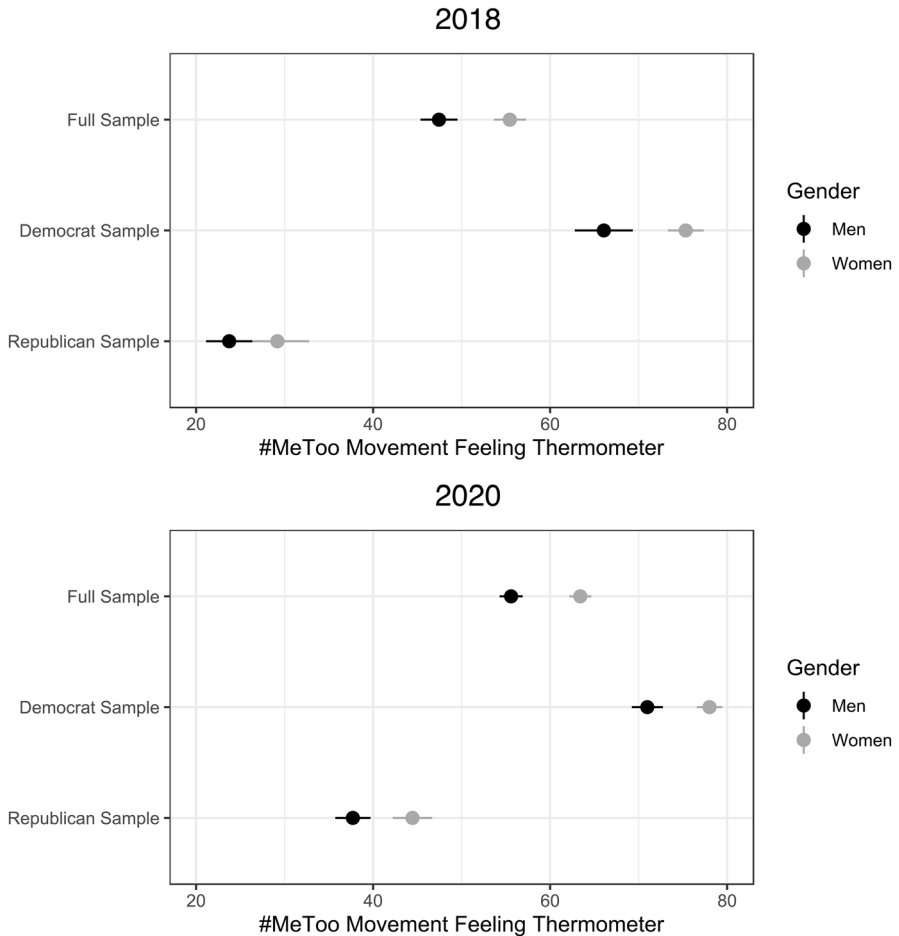 2018
Full Sample
Democrat Sample
Republican Sample
20 40 60 80
#MeToo Movement Feeling Thermometer
Gender
Men
Women
2020
Full Sample
Democrat Sample
Republican Sample
20 40 60 80
#MeToo Movement Feeling Thermometer
Gender
Men
Women